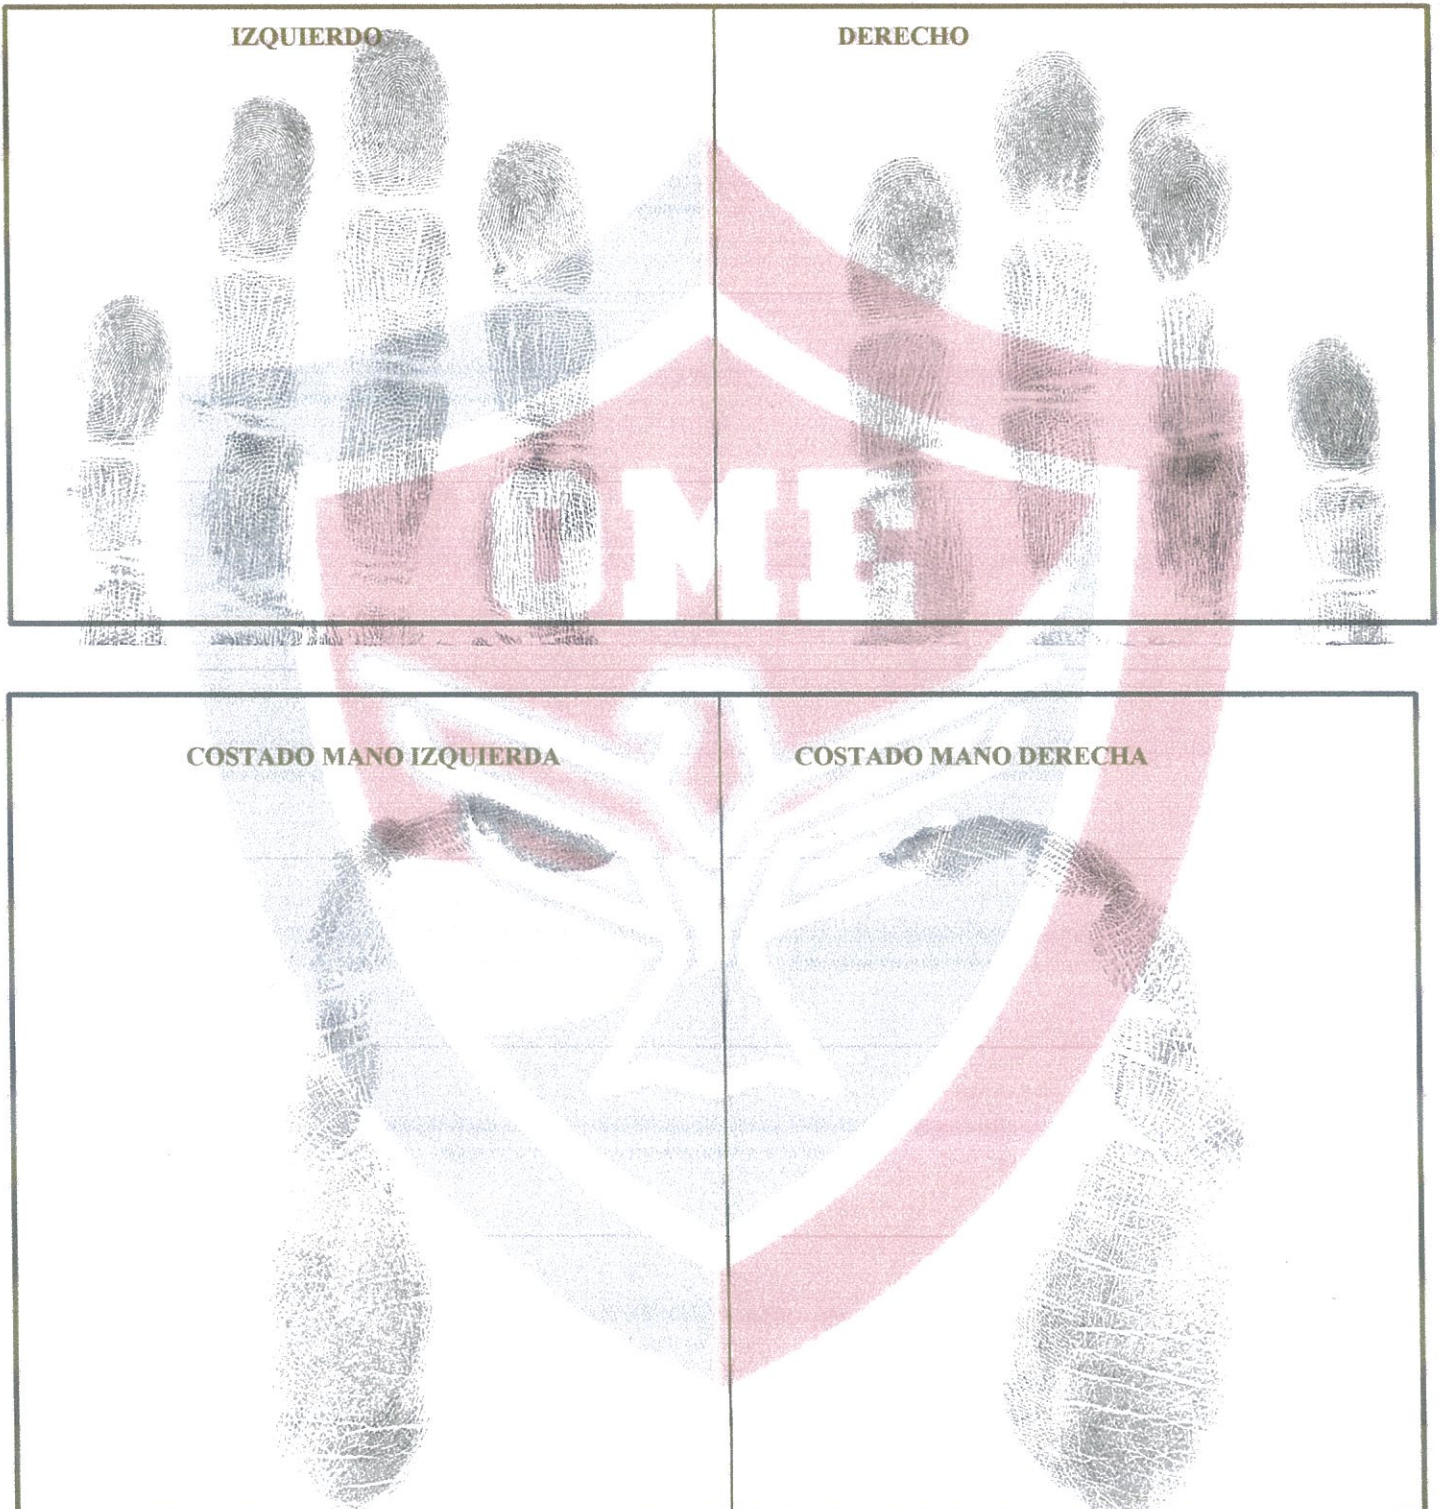 IZQUIERDO
DERECHO
OMF
COSTADO MANO IZQUIERDA
COSTADO MANO DERECHA